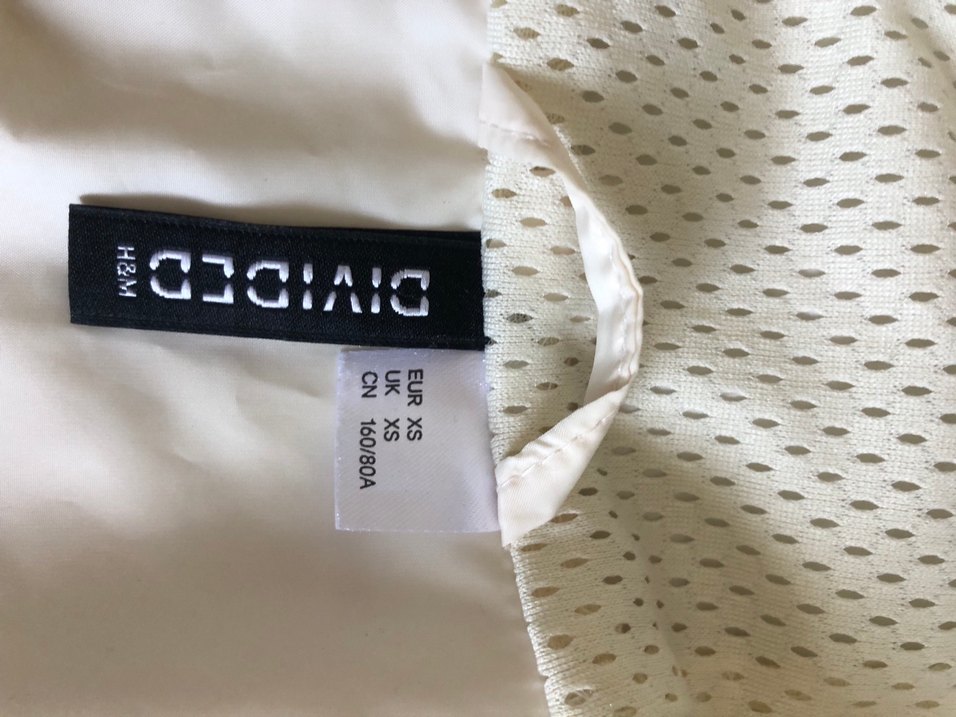 DIVIDED
H&M
EUR XS
UK XS
CN 160/80A